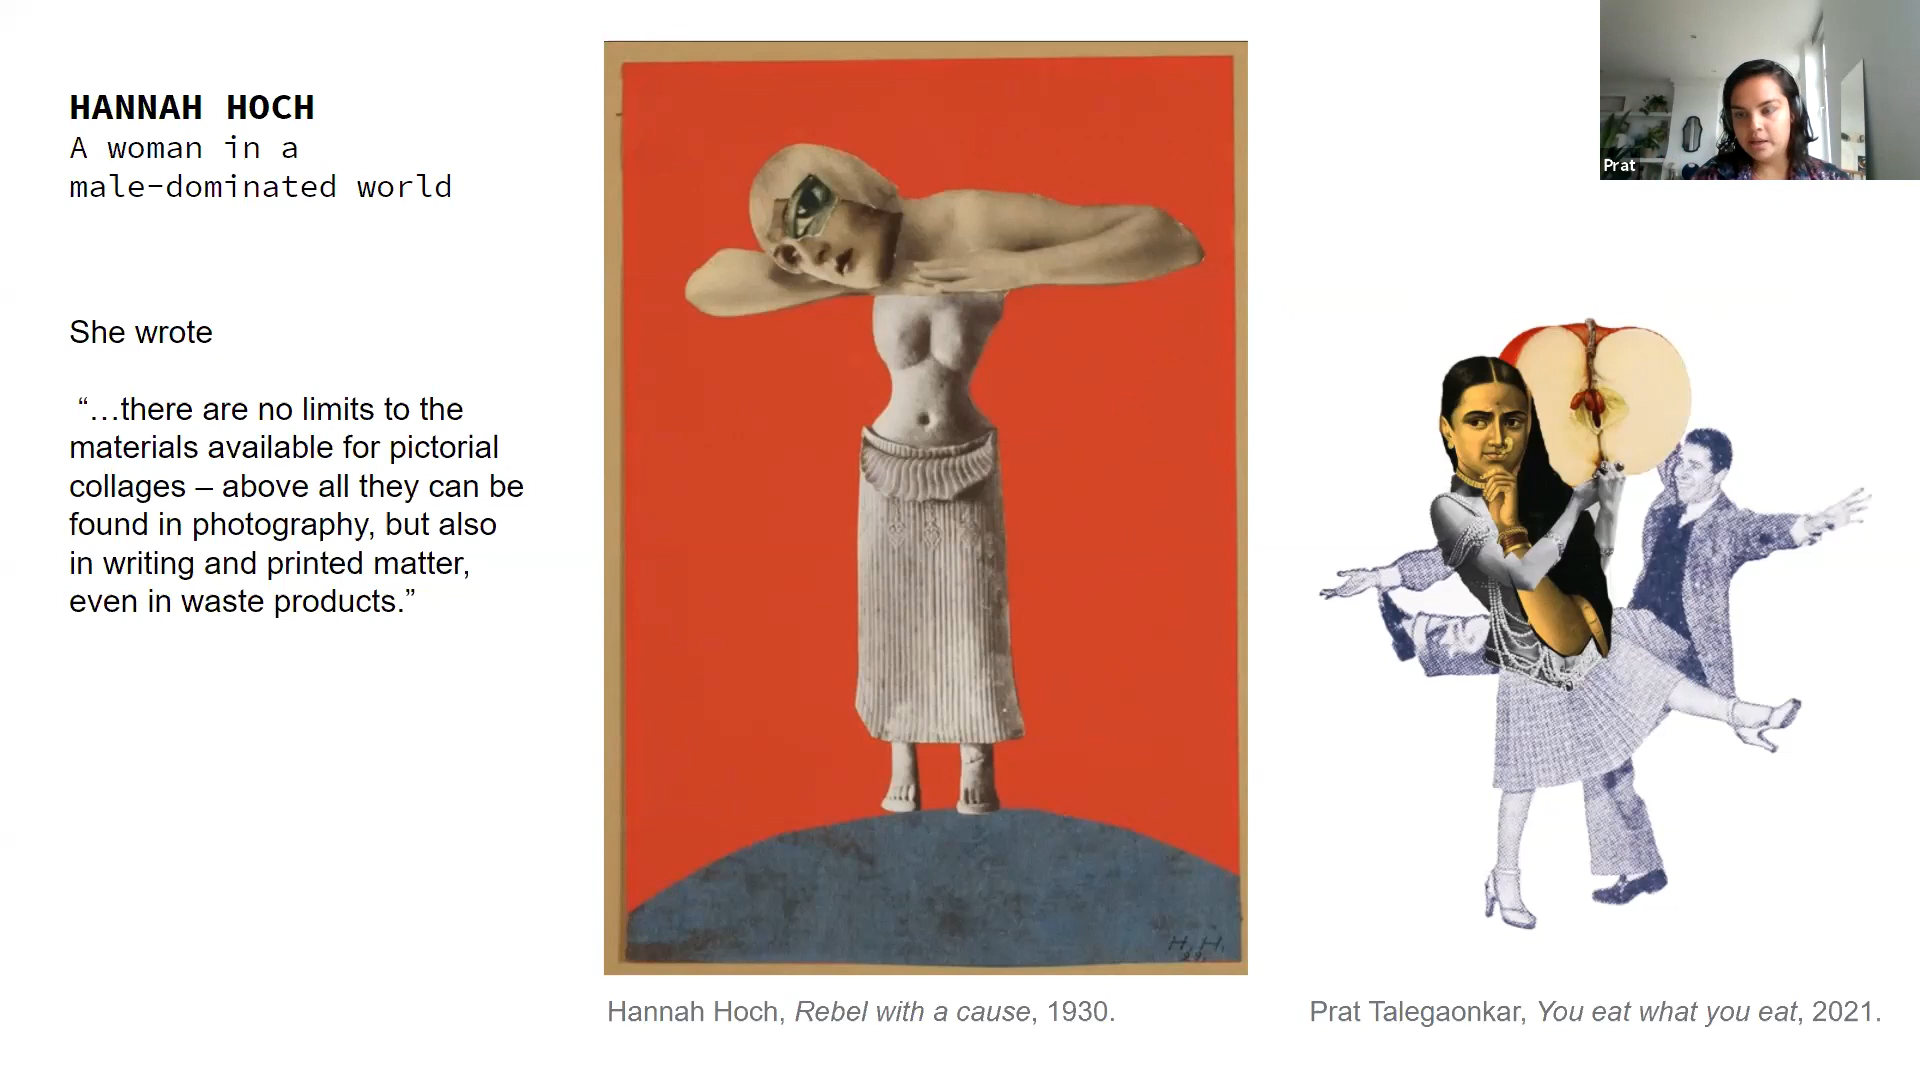 HANNAH HOCH
A woman in a
male-dominated world
She wrote
“…there are no limits to the
materials available for pictorial
collages – above all they can be
found in photography, but also
in writing and printed matter,
even in waste products.”
H. H.
29.
Hannah Hoch, Rebel with a cause, 1930.
Prat Talegaonkar, You eat what you eat, 2021.
Prat